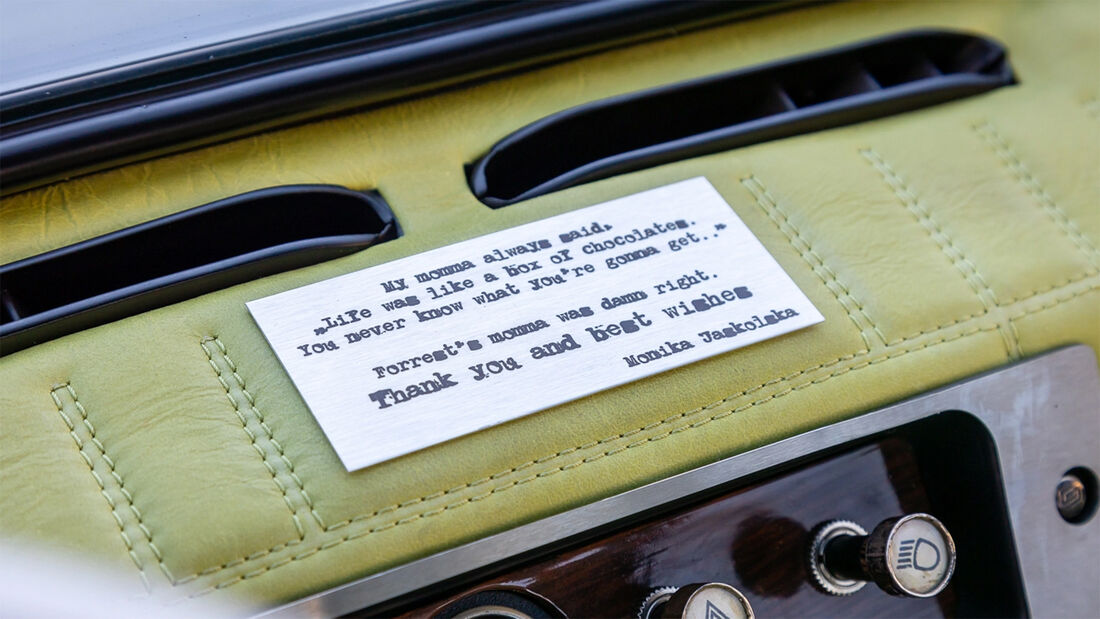 My momma always said,
„Life was like a box of chocolates.
You never know what you're gonna get.."
Forrest's momma was damn right.
Thank you and best wishes
Monika Jaskolska